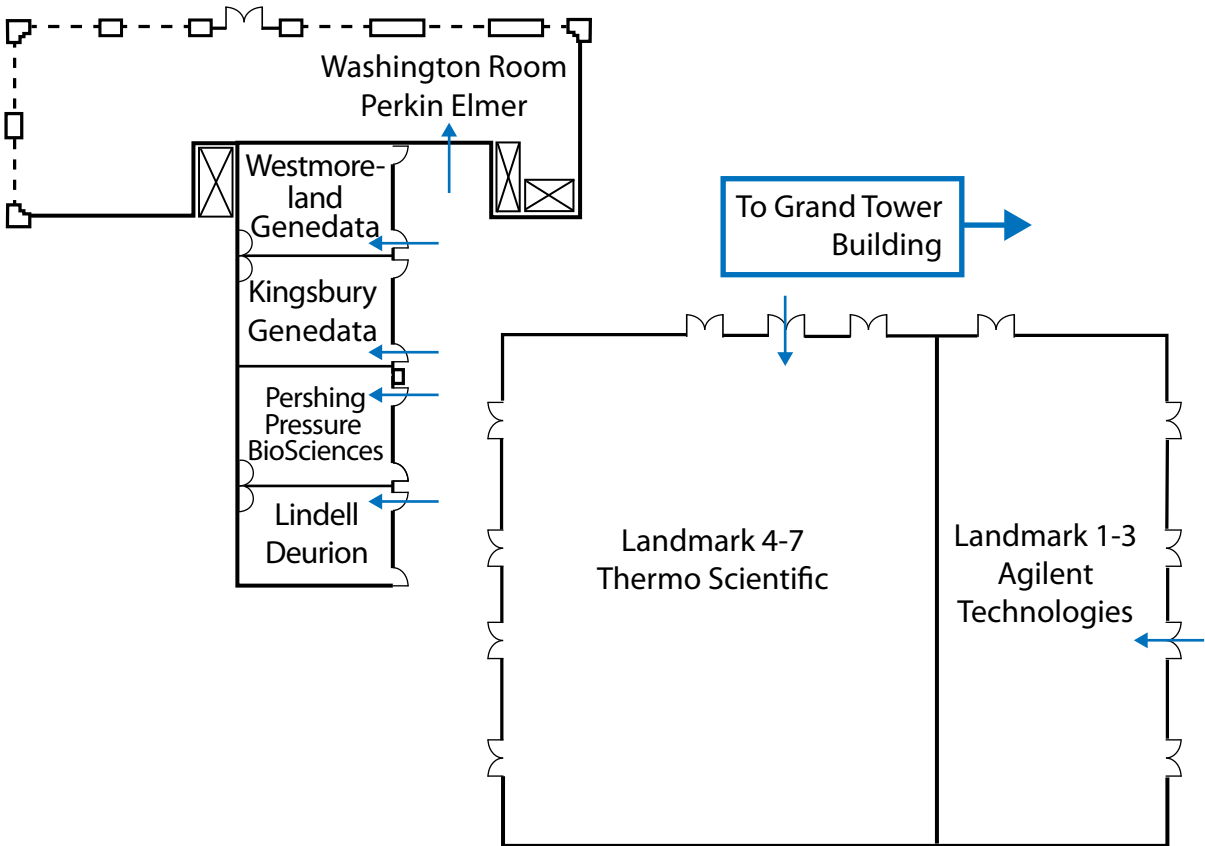 Washington Room
Perkin Elmer
Westmore-
land
Genedata
To Grand Tower
Building
Kingsbury
Genedata
Pershing
Pressure
BioSciences
Lindell
Deurion
Landmark 4-7
Thermo Scientific
Landmark 1-3
Agilent
Technologies